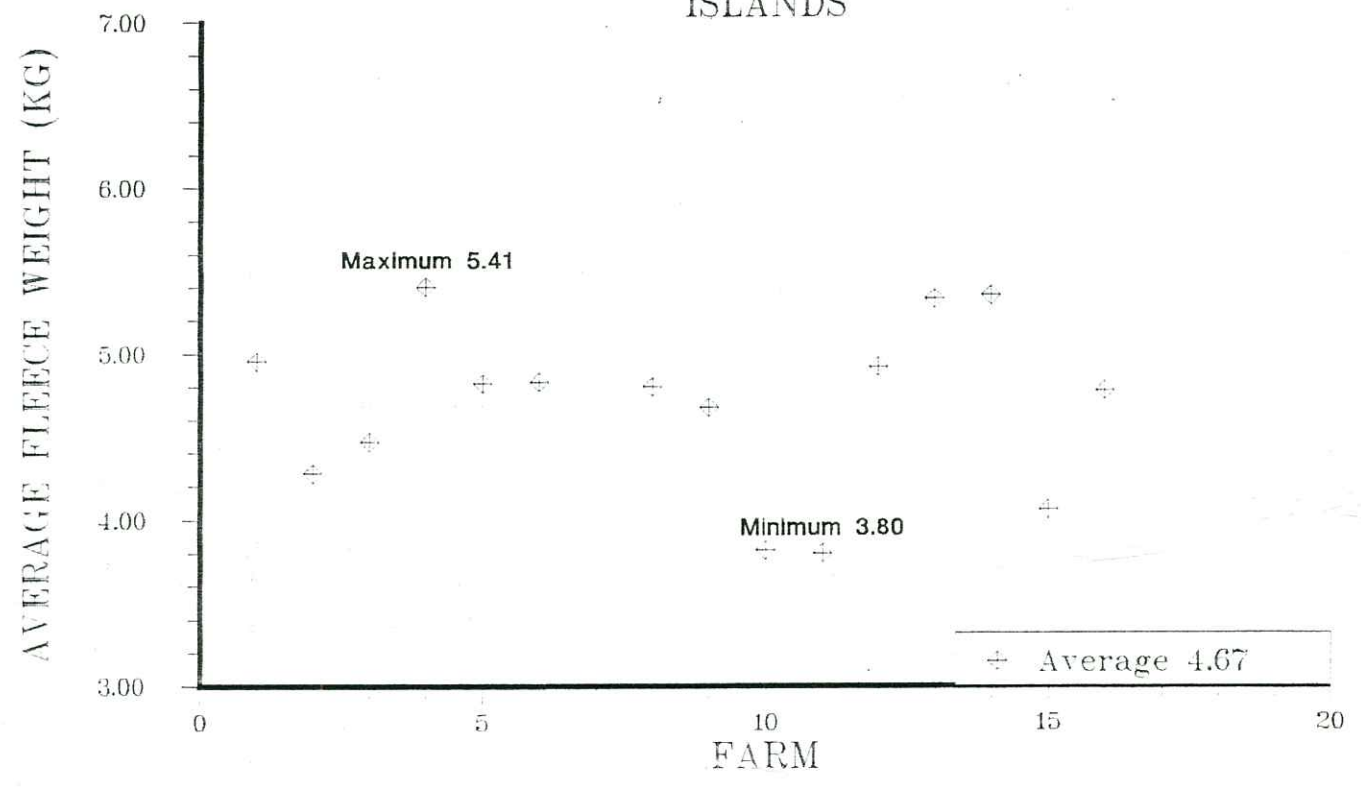 ISLANDS
7.00
6.00
5.00
4.00
3.00
AVERAGE FLEECE WEIGHT (KG)
Maximum 5.41
Minimum 3.80
Average 4.67
0 5 10 15 20
FARM